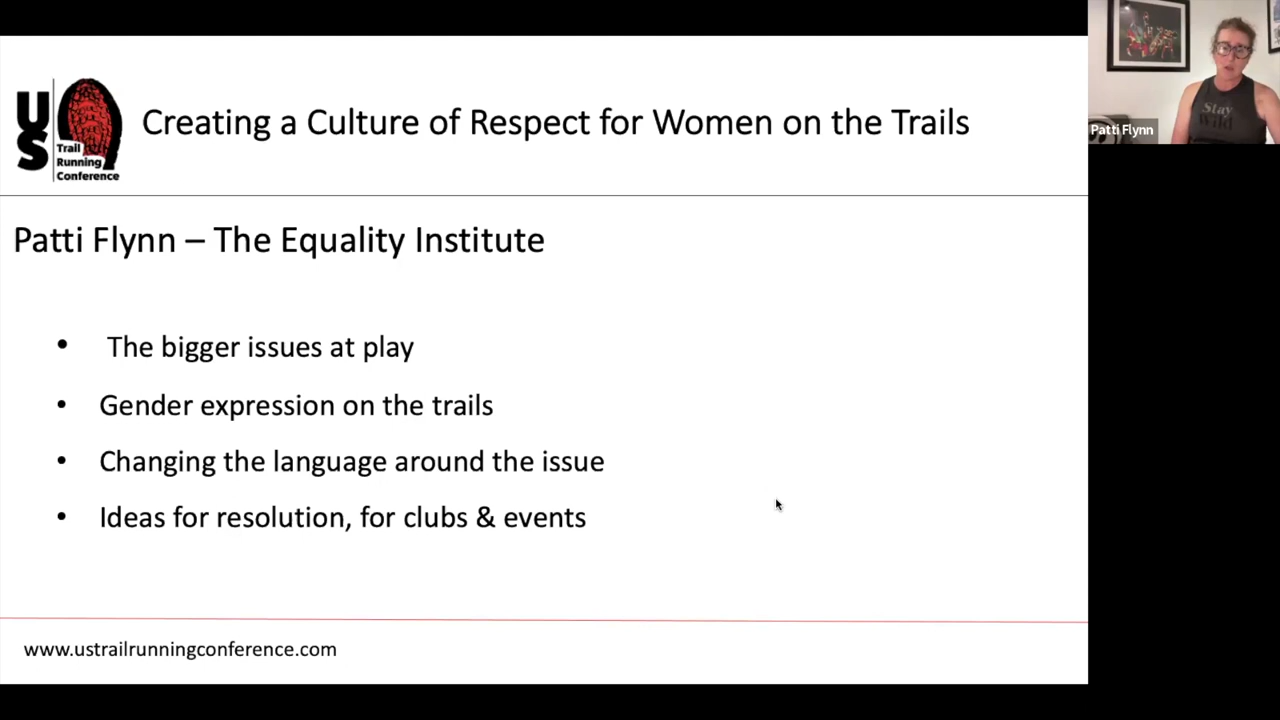 US
Trail
Running
Conference
Creating a Culture of Respect for Women on the Trails
Patti Flynn – The Equality Institute
• The bigger issues at play
• Gender expression on the trails
• Changing the language around the issue
• Ideas for resolution, for clubs & events
www.ustrailrunningconference.com
Stay
Wild
Patti Flynn